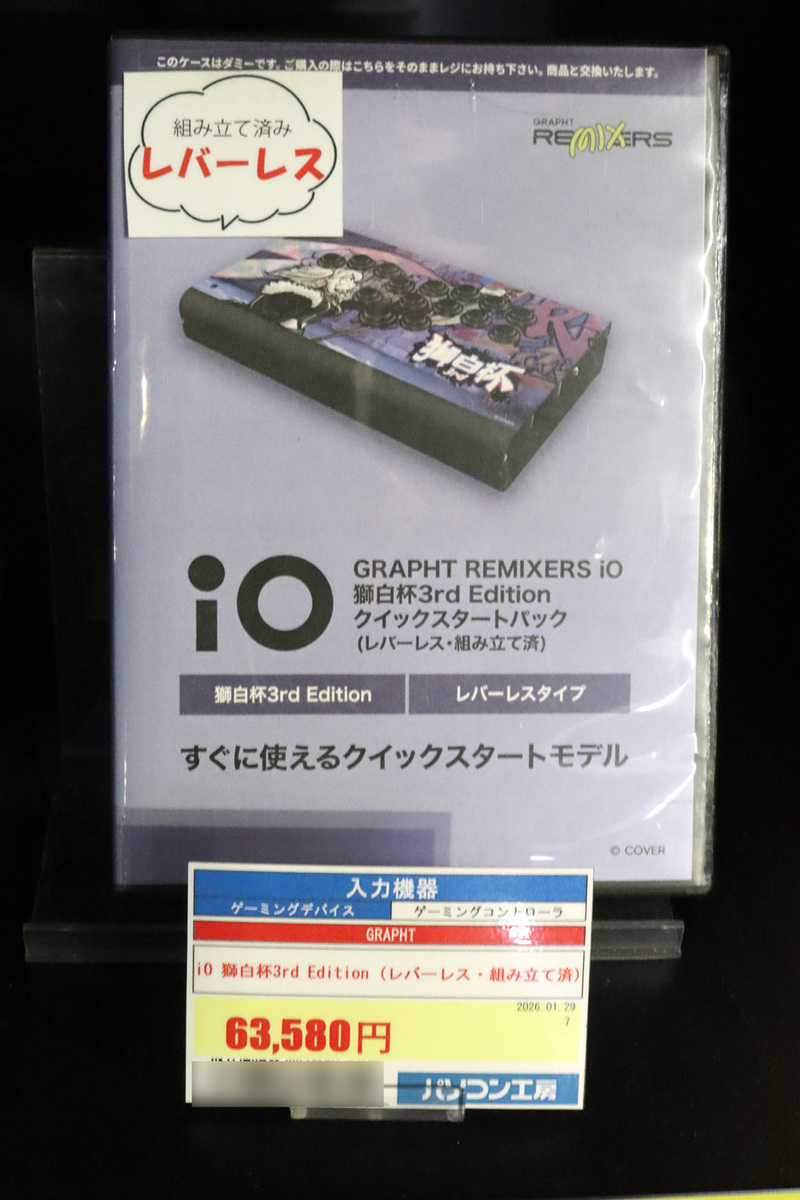 このケースはダミーです。ご購入の際はこちらをそのままレジにお持ち下さい。商品と交換いたします。
組み立て済み
レバーレス
GRAPHT
REMIXERS
獅白杯
3rd
iO
GRAPHT REMIXERS iO
獅白杯3rd Edition
クイックスタートパック
(レバーレス・組み立て済)
獅白杯3rd Edition
レバーレスタイプ
すぐに使えるクイックスタートモデル
© COVER
入力機器
ゲーミングデバイス
ゲーミングコントローラ
GRAPHT
iO 獅白杯3rd Edition (レバーレス・組み立て済)
2026.01.29
7
63,580円
パソコン工房